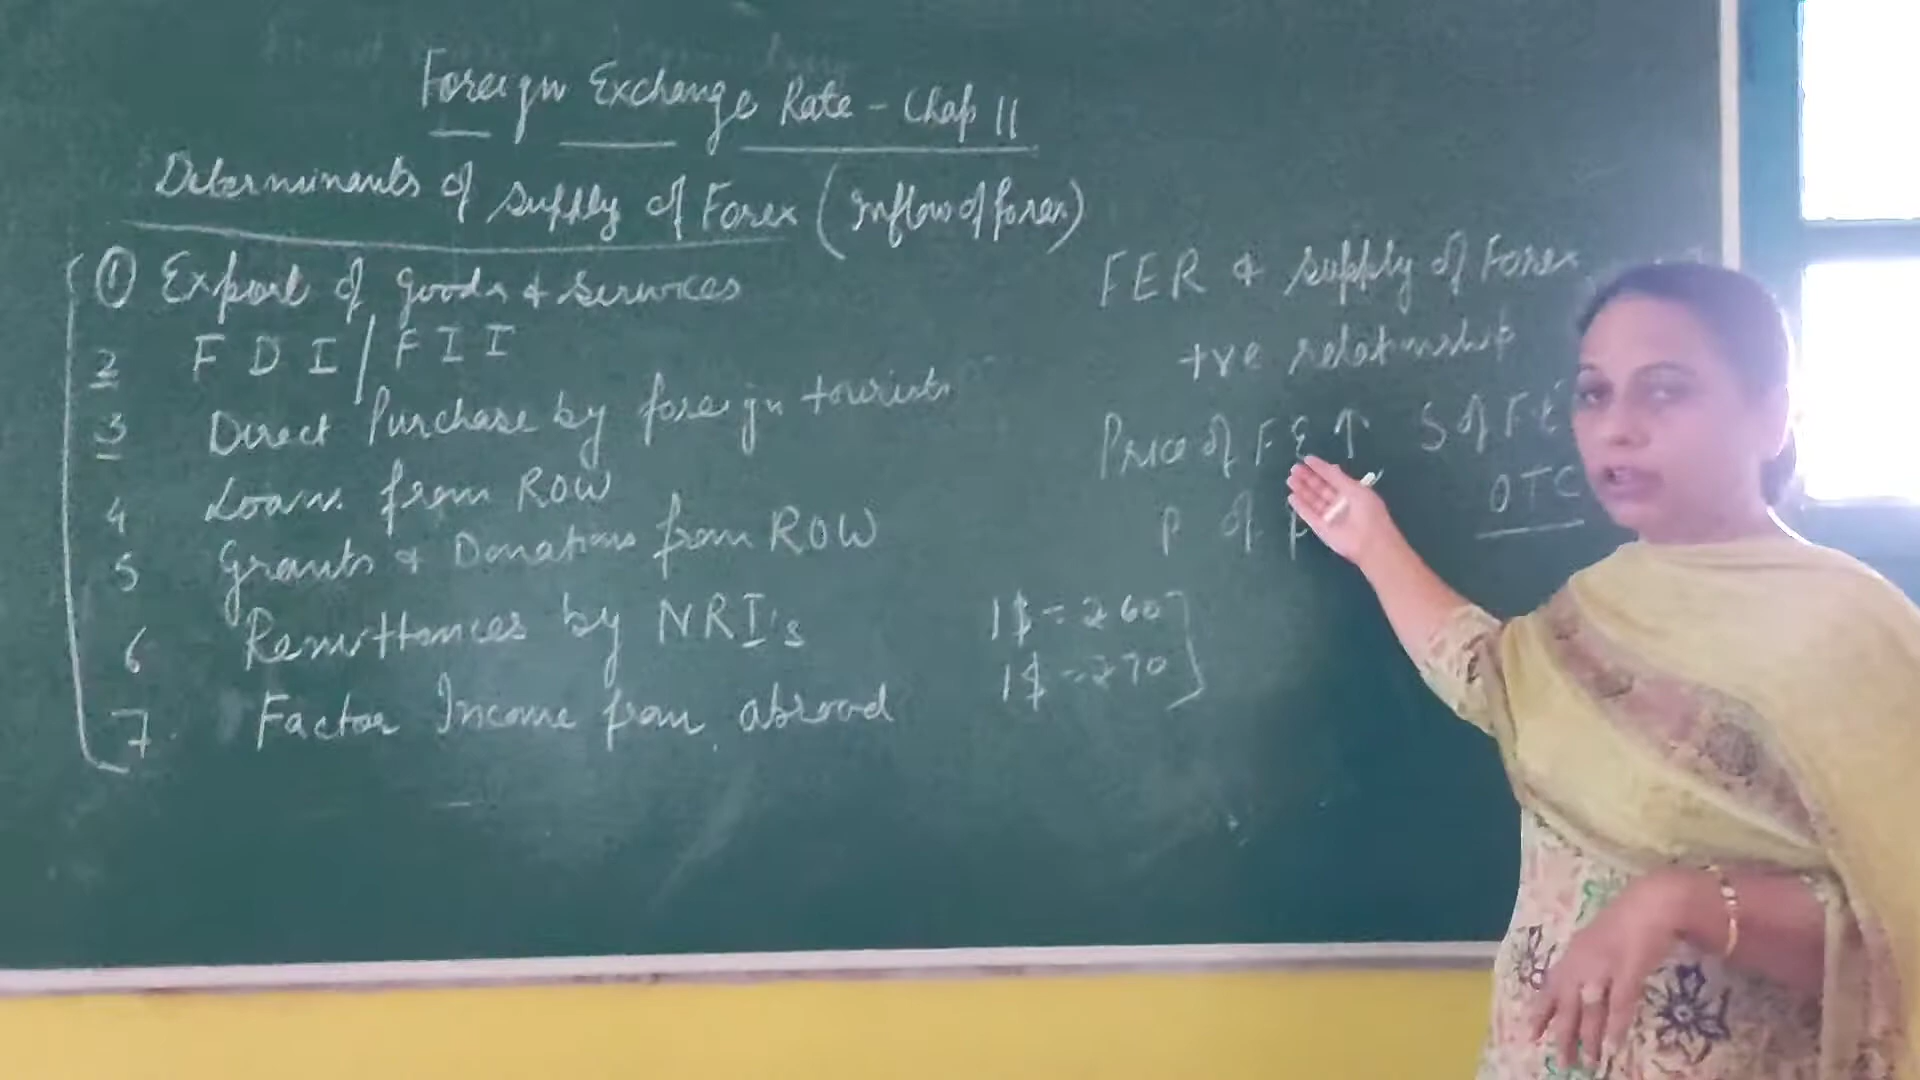 Foreign Exchange Rate - Chap 11
Determinants of supply of Forex (Inflow of forex)
① Export of goods & services
2 FDI/FII
3 Direct Purchase by foreign tourists
4 Loans from ROW
5 Grants & Donations from ROW
6 Remittances by NRI's
7. Factor Income from abroad
FER & supply of Forex
+ve relationship
Price of FE ↑ S of FE
OTC
P of F
1$ = ₹60
1$ = ₹70